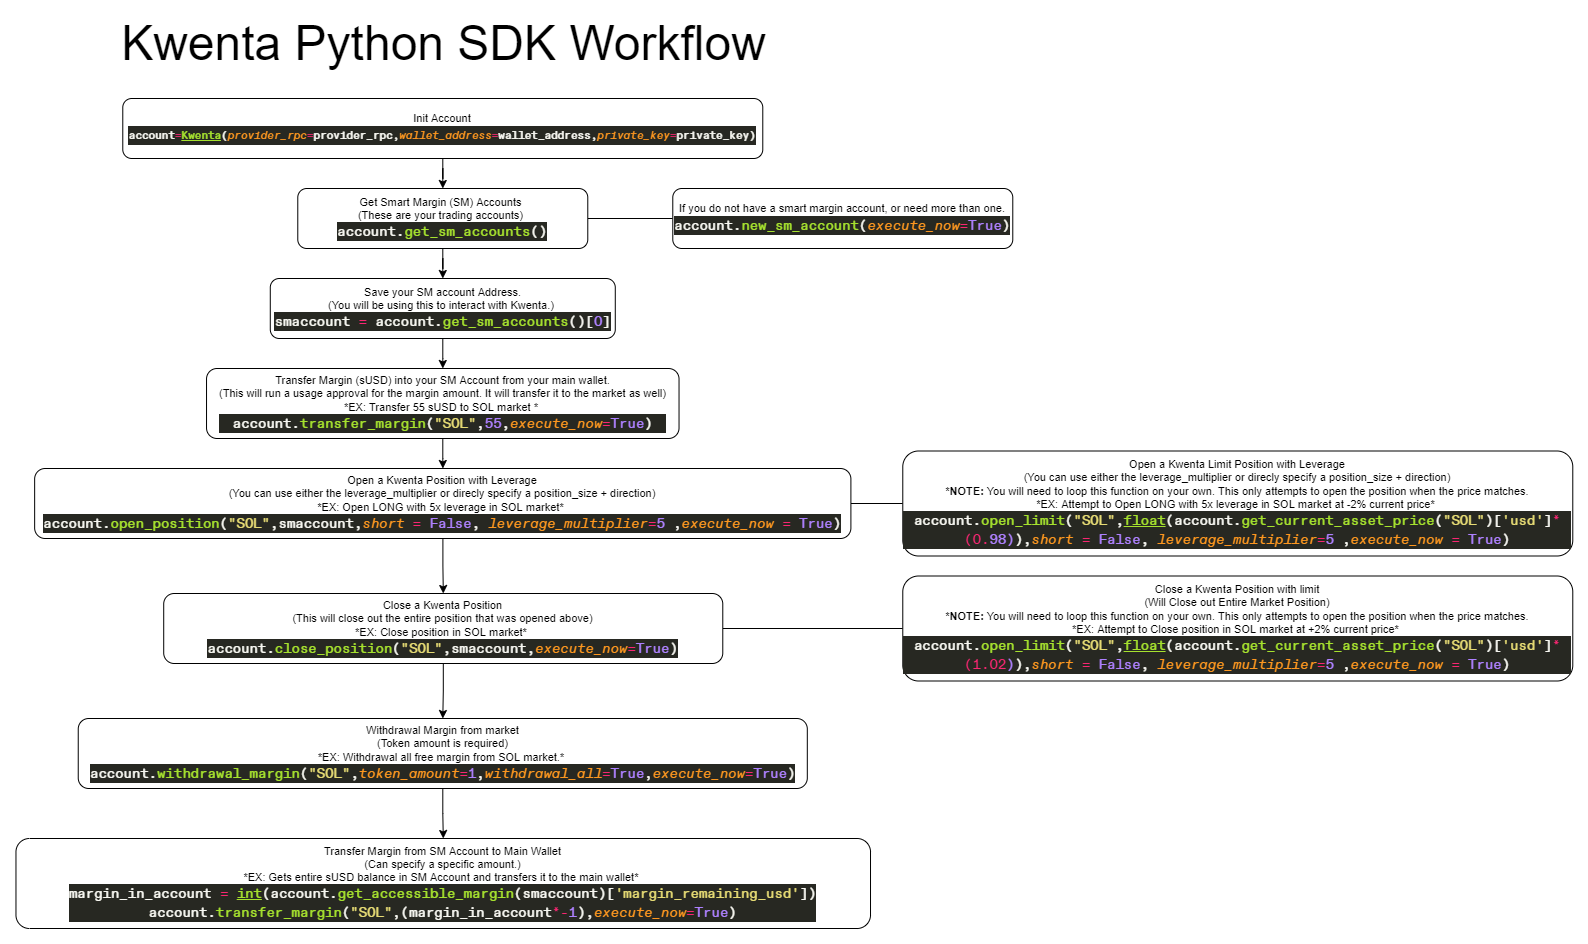 Kwenta Python SDK Workflow
Init Account
account=Kwenta(provider_rpc=provider_rpc,wallet_address=wallet_address,private_key=private_key)
Get Smart Margin (SM) Accounts
(These are your trading accounts)
account.get_sm_accounts()
If you do not have a smart margin account, or need more than one.
account.new_sm_account(execute_now=True)
Save your SM account Address.
(You will be using this to interact with Kwenta.)
smaccount = account.get_sm_accounts()[0]
Transfer Margin (sUSD) into your SM Account from your main wallet.
(This will run a usage approval for the margin amount. It will transfer it to the market as well)
*EX: Transfer 55 sUSD to SOL market *
account.transfer_margin("SOL",55,execute_now=True)
Open a Kwenta Position with Leverage
(You can use either the leverage_multiplier or direcly specify a position_size + direction)
*EX: Open LONG with 5x leverage in SOL market*
account.open_position("SOL",smaccount,short = False, leverage_multiplier=5 ,execute_now = True)
Open a Kwenta Limit Position with Leverage
(You can use either the leverage_multiplier or direcly specify a position_size + direction)
*NOTE: You will need to loop this function on your own. This only attempts to open the position when the price matches.
*EX: Attempt to Open LONG with 5x leverage in SOL market at -2% current price*
account.open_limit("SOL",float(account.get_current_asset_price("SOL")['usd']*
(0.98)),short = False, leverage_multiplier=5 ,execute_now = True)
Close a Kwenta Position
(This will close out the entire position that was opened above)
*EX: Close position in SOL market*
account.close_position("SOL",smaccount,execute_now=True)
Close a Kwenta Position with limit
(Will Close out Entire Market Position)
*NOTE: You will need to loop this function on your own. This only attempts to open the position when the price matches.
*EX: Attempt to Close position in SOL market at +2% current price*
account.open_limit("SOL",float(account.get_current_asset_price("SOL")['usd']*
(1.02)),short = False, leverage_multiplier=5 ,execute_now = True)
Withdrawal Margin from market
(Token amount is required)
*EX: Withdrawal all free margin from SOL market.*
account.withdrawal_margin("SOL",token_amount=1,withdrawal_all=True,execute_now=True)
Transfer Margin from SM Account to Main Wallet
(Can specify a specific amount.)
*EX: Gets entire sUSD balance in SM Account and transfers it to the main wallet*
margin_in_account = int(account.get_accessible_margin(smaccount)['margin_remaining_usd'])
account.transfer_margin("SOL",(margin_in_account*-1),execute_now=True)